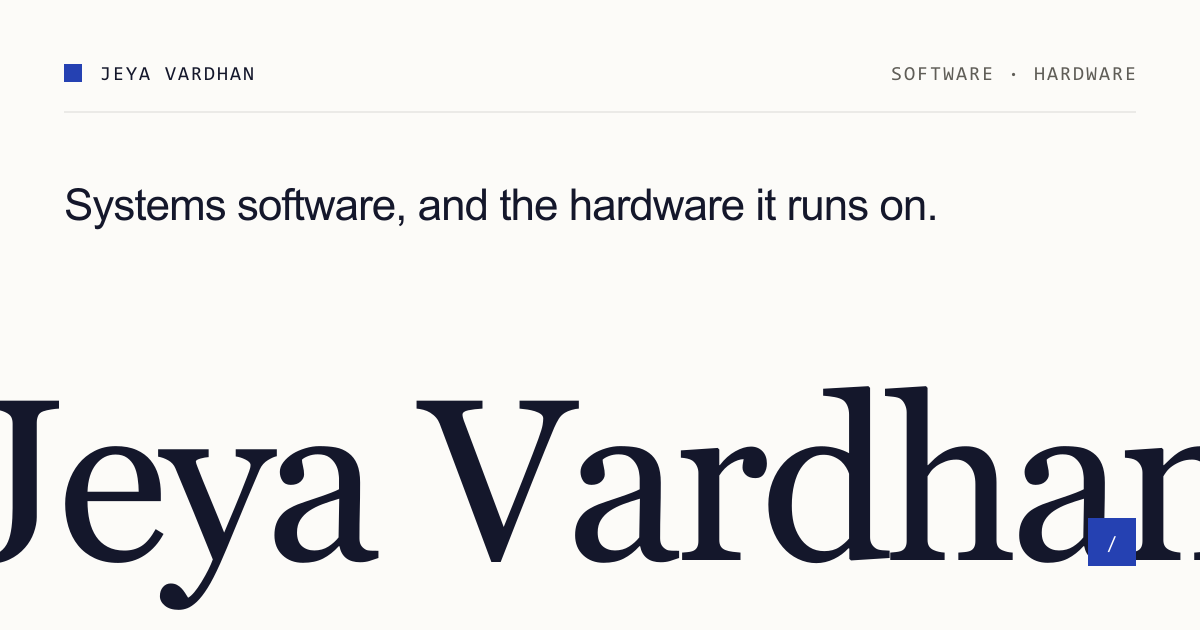 JEYA VARDHAN
SOFTWARE · HARDWARE
Systems software, and the hardware it runs on.
Jeya Vardhan
/